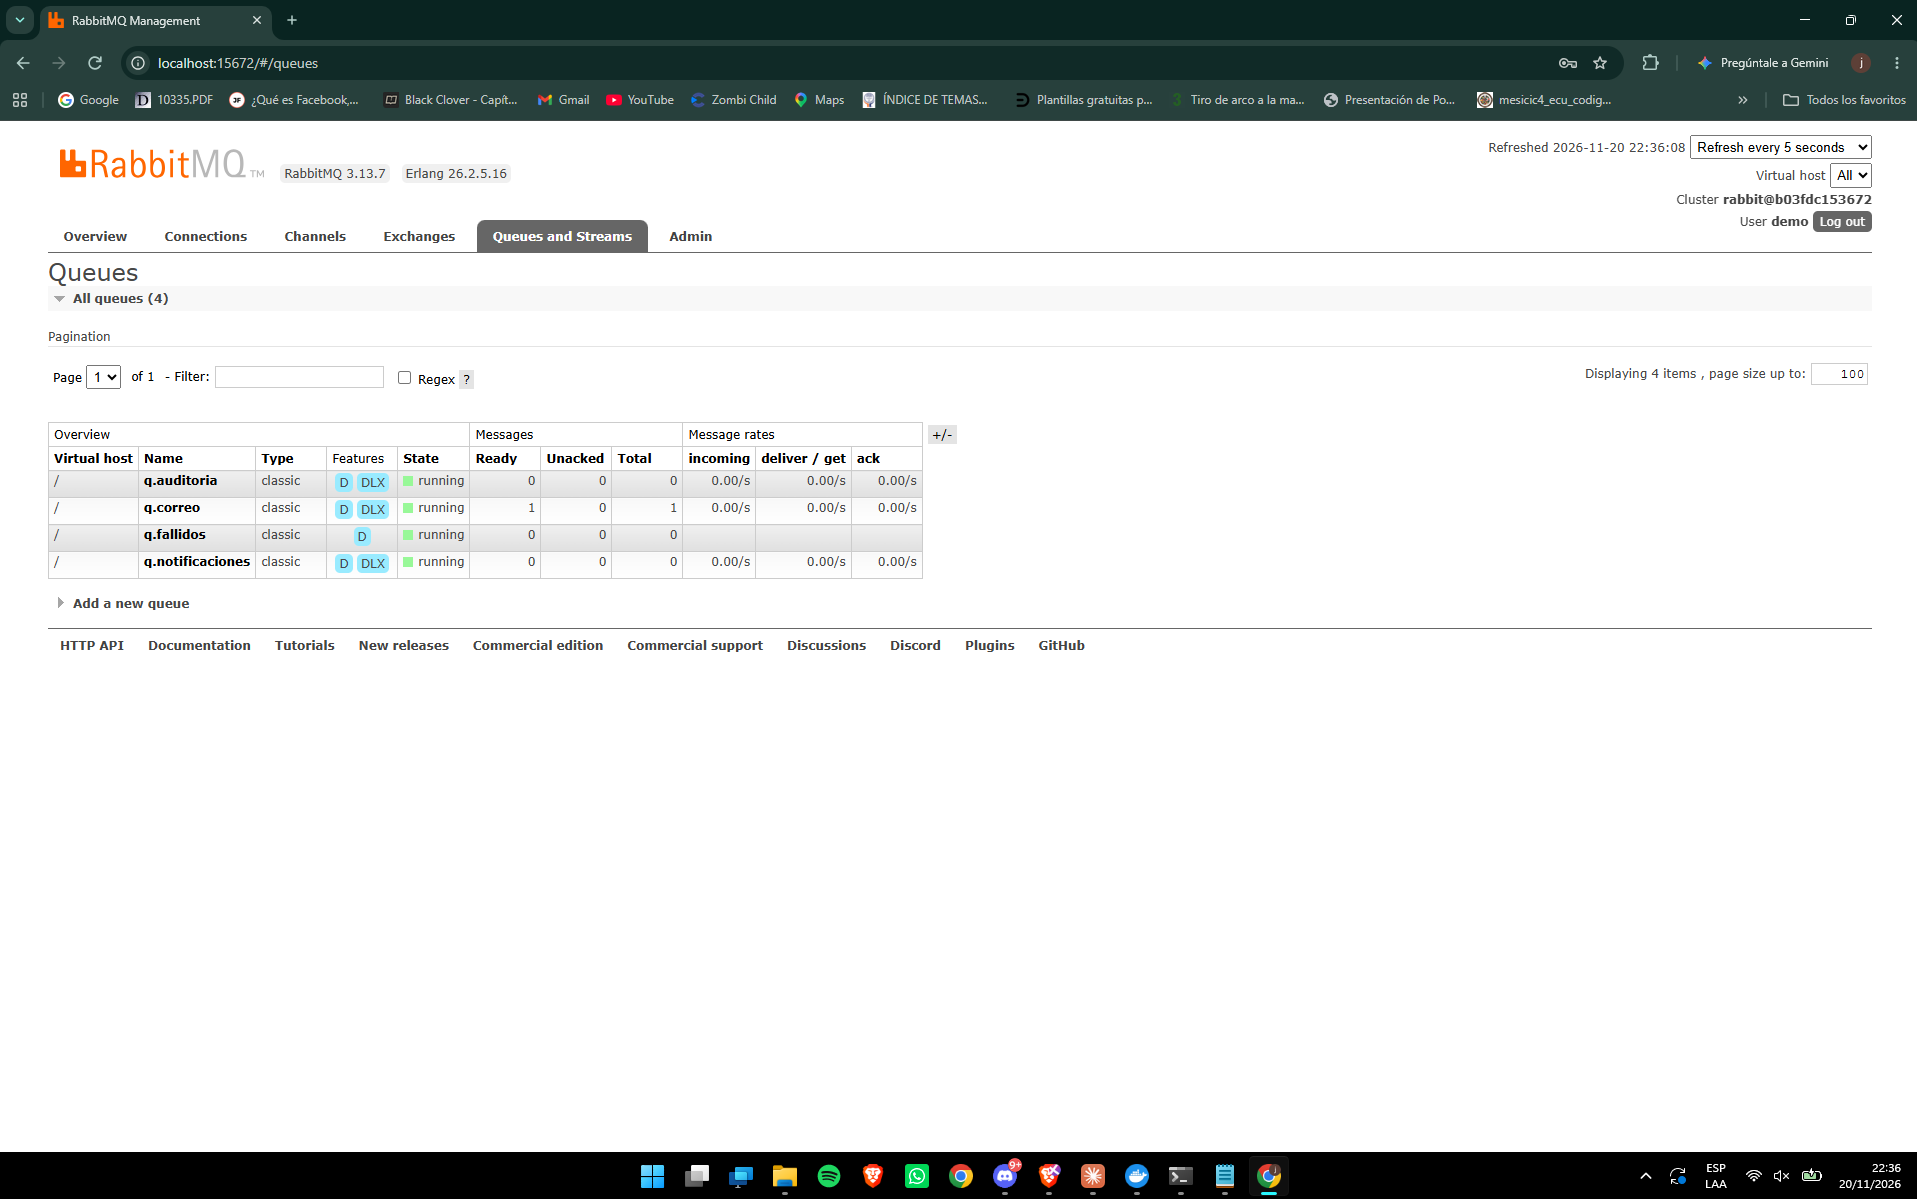 RabbitMQ Management
localhost:15672/#/queues
Pregúntale a Gemini
j
Google
10335.PDF
¿Qué es Facebook,...
Black Clover - Capít...
Gmail
YouTube
Zombi Child
Maps
ÍNDICE DE TEMAS...
Plantillas gratuitas p...
Tiro de arco a la ma...
Presentación de Po...
mesicic4_ecu_codig...
»
Todos los favoritos
RabbitMQ TM
RabbitMQ 3.13.7
Erlang 26.2.5.16
Refreshed 2026-11-20 22:36:08
Refresh every 5 seconds
Virtual host All
Cluster rabbit@b03fdc153672
User demo Log out
Overview
Connections
Channels
Exchanges
Queues and Streams
Admin
Queues
All queues (4)
Pagination
Page 1 of 1 - Filter:
Regex ?
Displaying 4 items , page size up to: 100
Overview Messages Message rates +/-
Virtual host Name Type Features State Ready Unacked Total incoming deliver / get ack
/ q.auditoria classic D DLX running 0 0 0 0.00/s 0.00/s 0.00/s
/ q.correo classic D DLX running 1 0 1 0.00/s 0.00/s 0.00/s
/ q.fallidos classic D running 0 0 0
/ q.notificaciones classic D DLX running 0 0 0 0.00/s 0.00/s 0.00/s
Add a new queue
HTTP API
Documentation
Tutorials
New releases
Commercial edition
Commercial support
Discussions
Discord
Plugins
GitHub
9+
ESP
LAA
22:36
20/11/2026